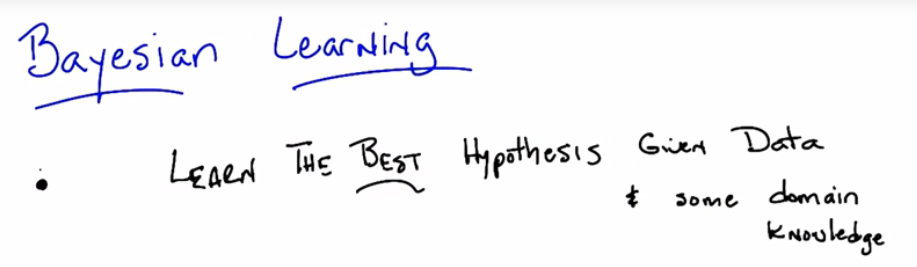 Bayesian Learning
• Learn The Best Hypothesis Given Data
& some domain
knowledge